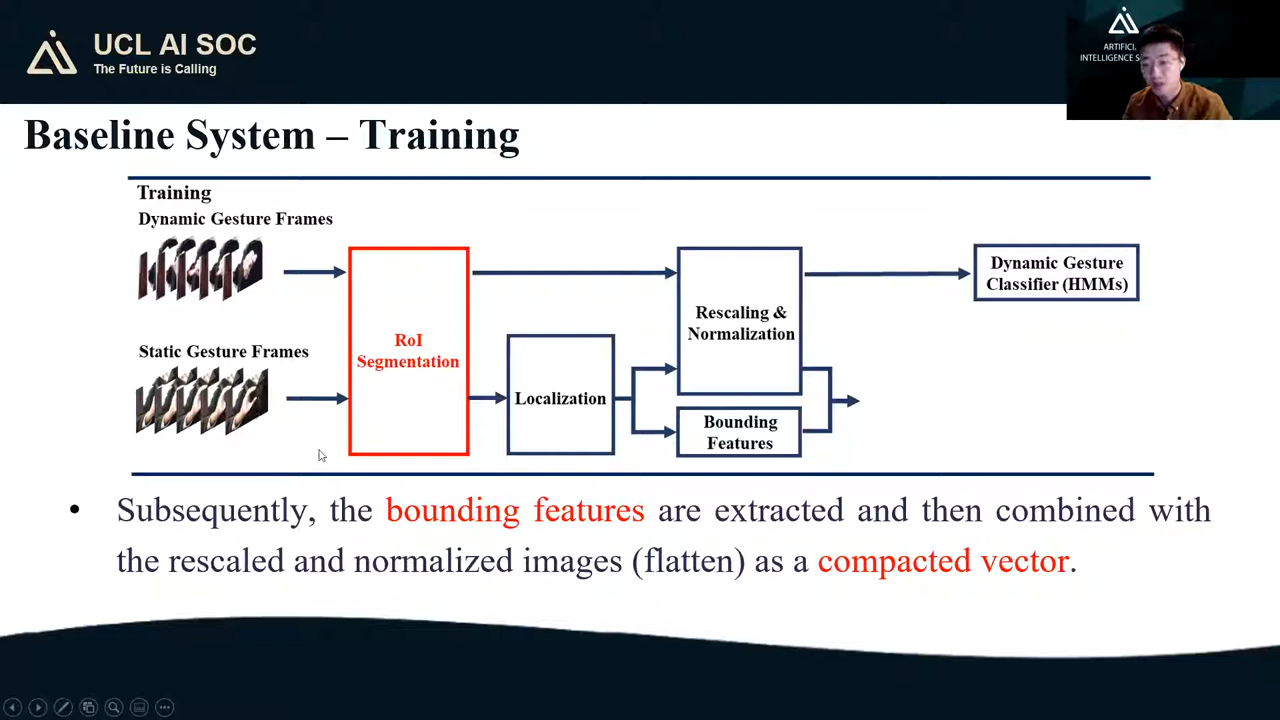 UCL AI SOC
The Future is Calling
ARTIFICI
INTELLIGENCE S
Baseline System – Training
Training
Dynamic Gesture Frames
Dynamic Gesture
Classifier (HMMs)
Rescaling &
Normalization
RoI
Segmentation
Static Gesture Frames
Localization
Bounding
Features
• Subsequently, the bounding features are extracted and then combined with
the rescaled and normalized images (flatten) as a compacted vector.